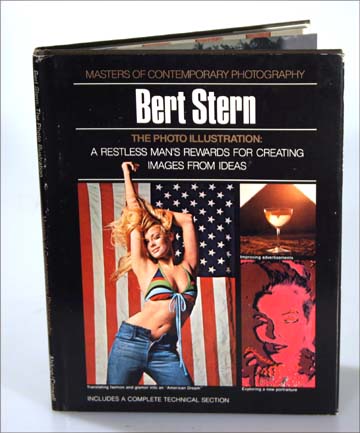 MASTERS OF CONTEMPORARY PHOTOGRAPHY
Bert Stern
THE PHOTO ILLUSTRATION:
A RESTLESS MAN'S REWARDS FOR CREATING
IMAGES FROM IDEAS
Improving advertisements
Translating fashion and glamor into an "American Dream"
Exploring a new portraiture
INCLUDES A COMPLETE TECHNICAL SECTION